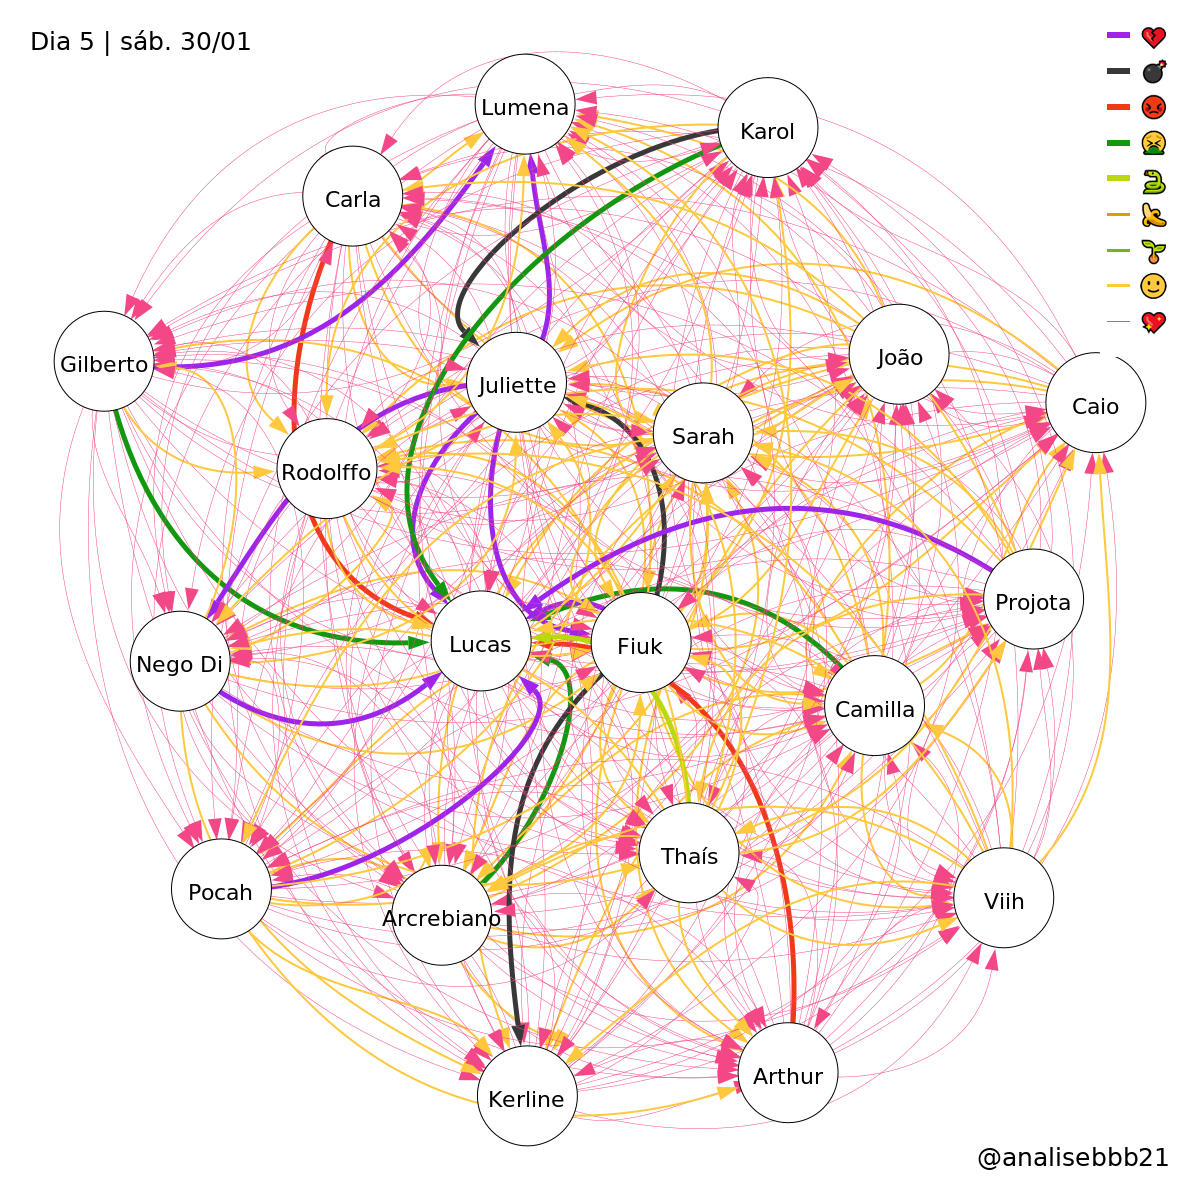 Dia 5 | sáb. 30/01
Lumena
Karol
Carla
Gilberto
João
Juliette
Caio
Sarah
Rodolffo
Projota
Lucas
Fiuk
Nego Di
Camilla
Thaís
Pocah
Viih
Arcrebiano
Arthur
Kerline
@analisebbb21